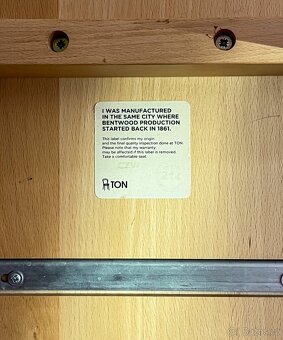 I WAS MANUFACTURED
IN THE SAME CITY WHERE
BENTWOOD PRODUCTION
STARTED BACK IN 1861.
This label confirms my origin
and the final quality inspection done at TON.
Please note that my warranty
may be affected if this label is removed.
Take a comfortable seat.
TON